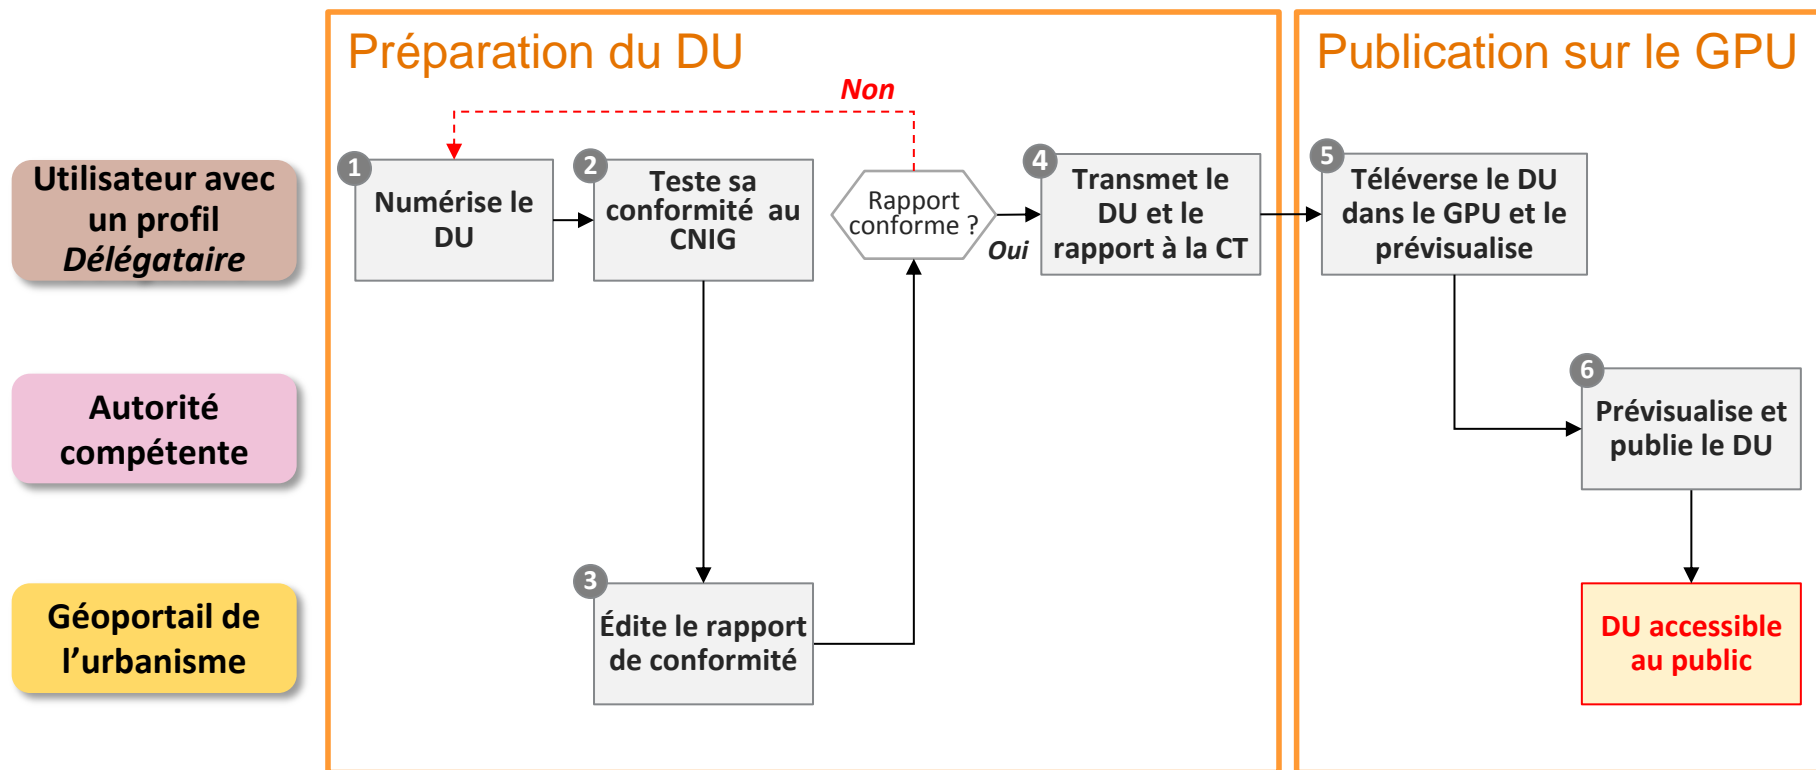 Préparation du DU
Publication sur le GPU
Non
Utilisateur avec
un profil
Délégataire
1
Numérise le
DU
2
Teste sa
conformité au
CNIG
Rapport
conforme ?
Oui
4
Transmet le
DU et le
rapport à la CT
5
Téléverse le DU
dans le GPU et le
prévisualise
Autorité
compétente
6
Prévisualise et
publie le DU
Géoportail de
l’urbanisme
3
Édite le rapport
de conformité
DU accessible
au public